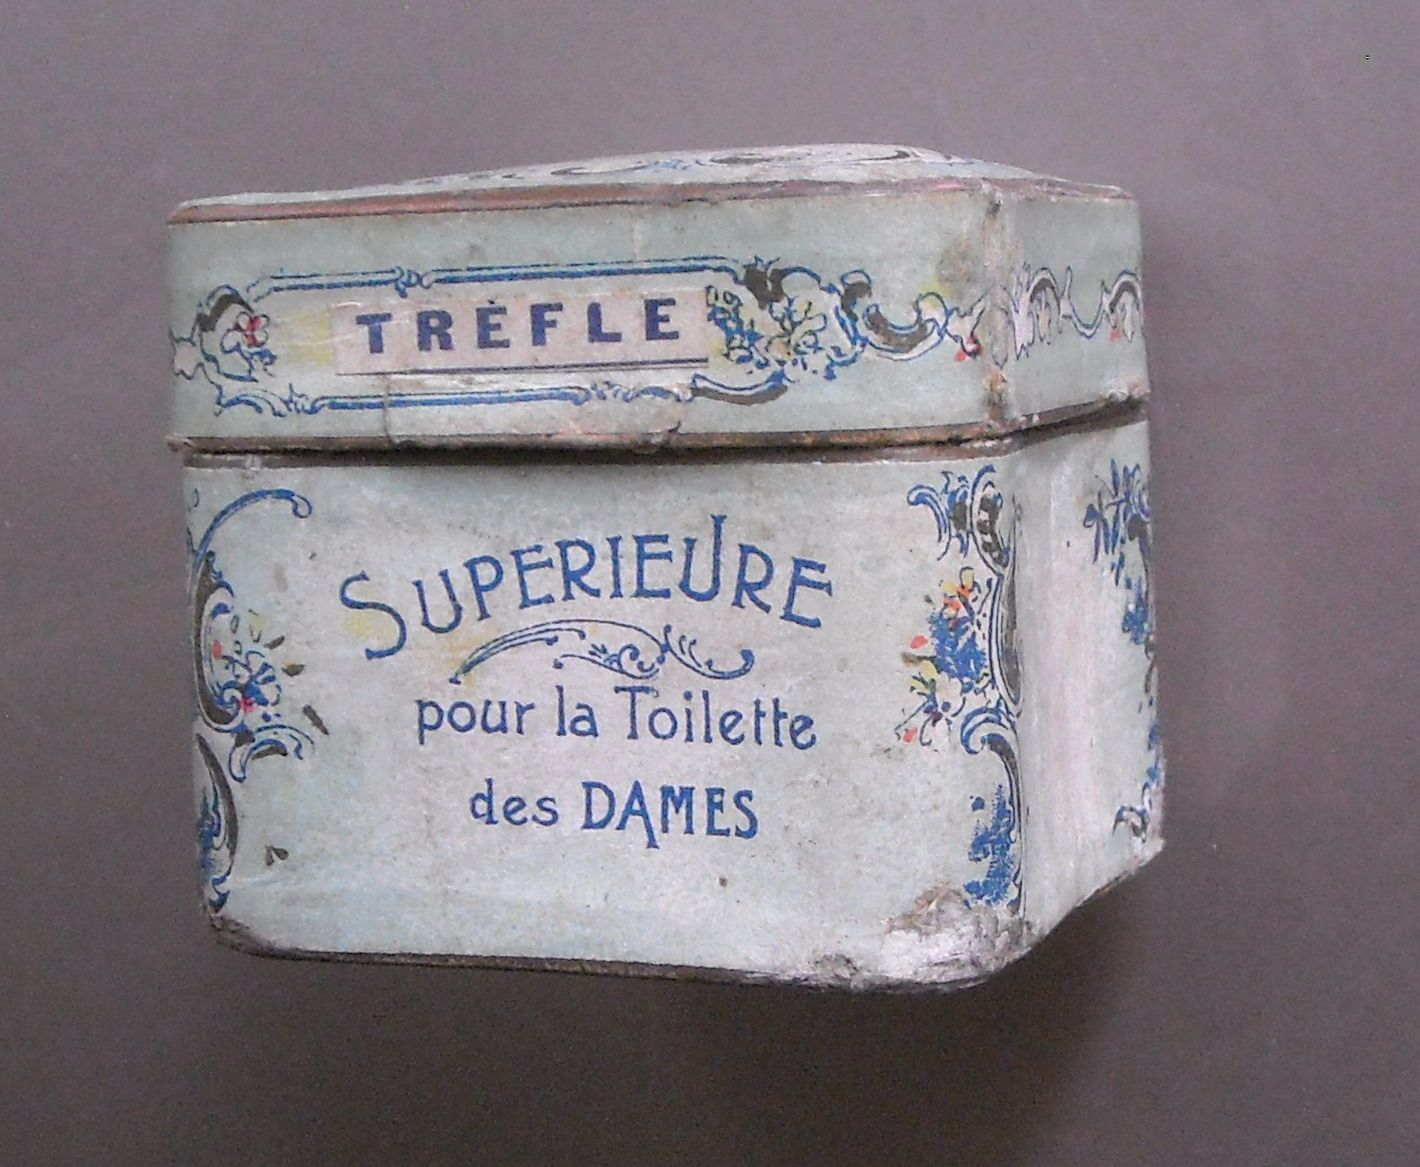 TRÈFLE
SUPERIEURE
pour la Toilette
des DAMES